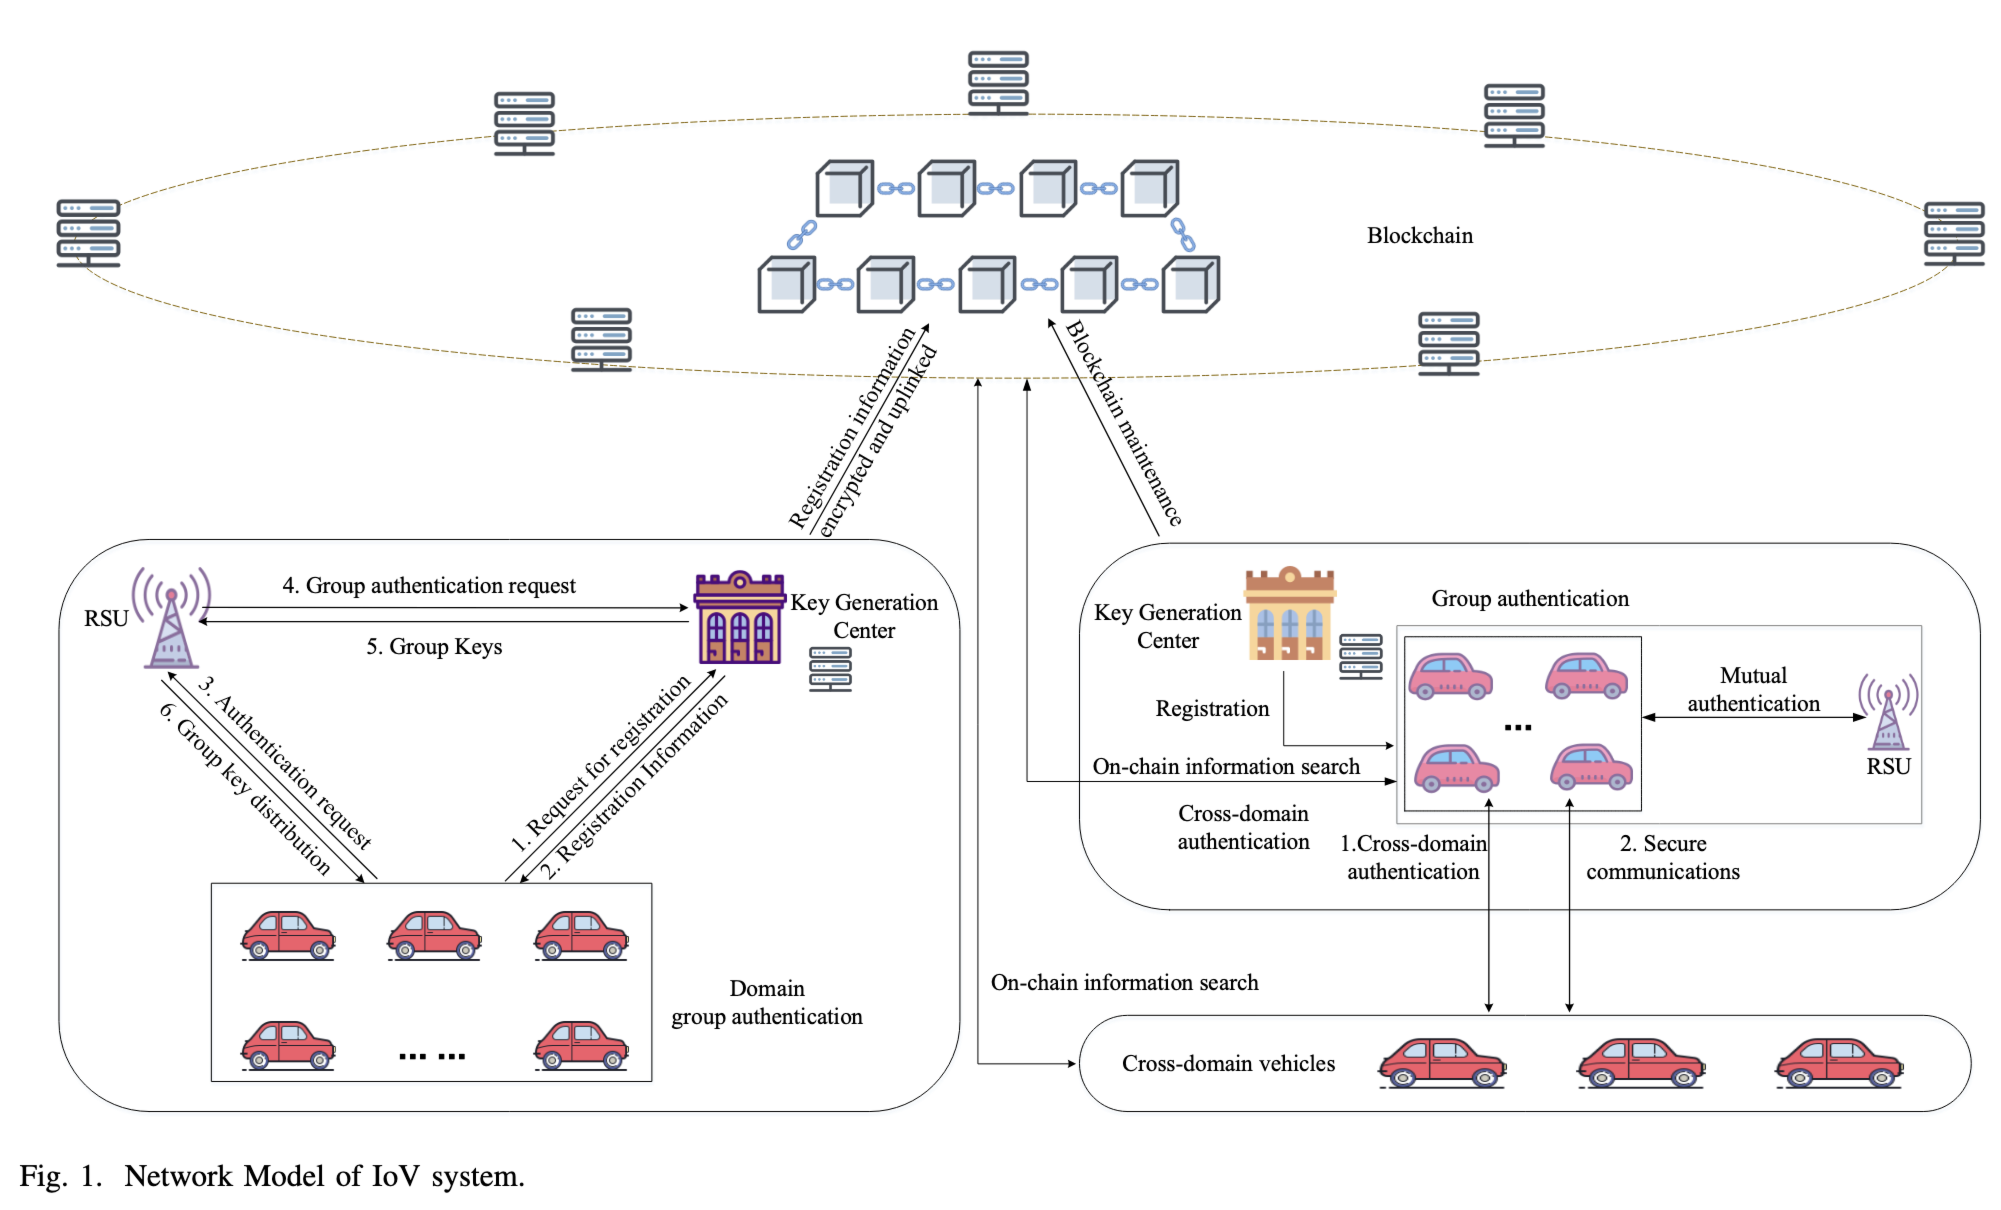 Blockchain
Registration information
encrypted and uplinked
Blockchain maintenance
RSU
4. Group authentication request
5. Group Keys
Key Generation
Center
3. Authentication request
6. Group key distribution
1. Request for registration
2. Registration Information
Domain
group authentication
... ...
Key Generation
Center
Group authentication
Registration
Mutual
authentication
...
RSU
On-chain information search
Cross-domain
authentication
1.Cross-domain
authentication
2. Secure
communications
On-chain information search
Cross-domain vehicles
Fig. 1. Network Model of IoV system.